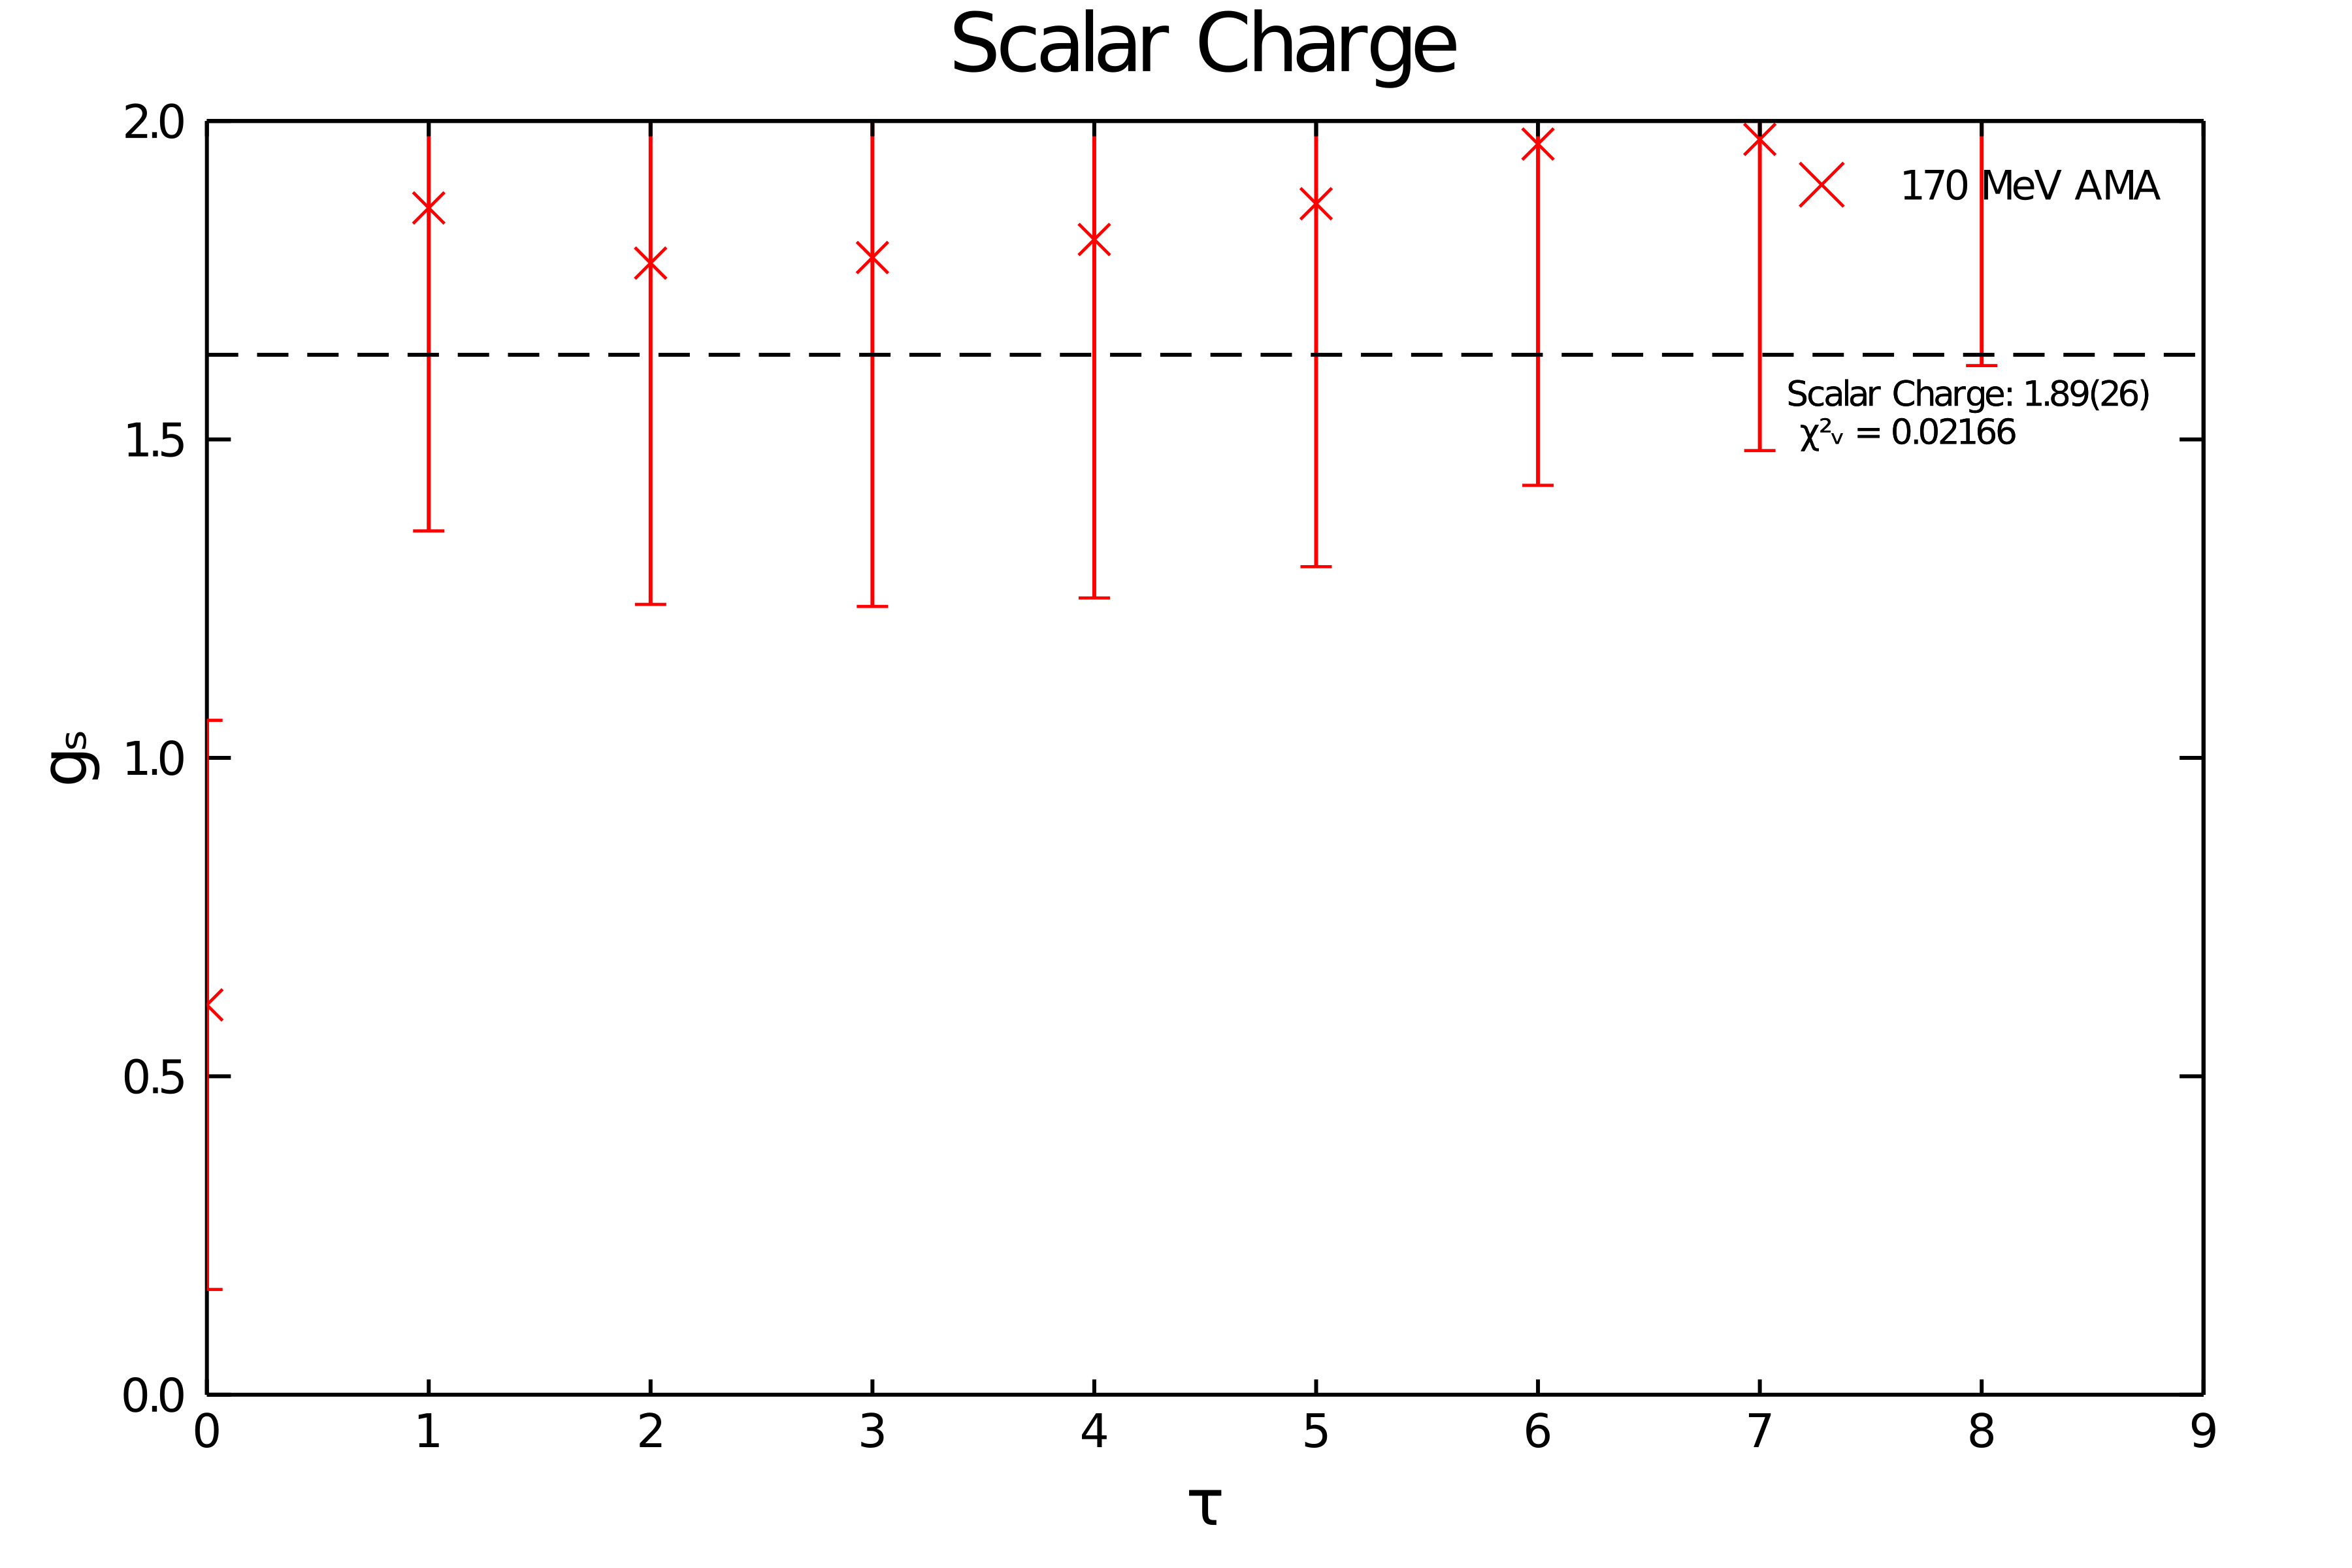 Scalar Charge
2.0
1.5
1.0
0.5
0.0
gₛ
170 MeV AMA
Scalar Charge: 1.89(26)
χ²ᵥ = 0.02166
0 1 2 3 4 5 6 7 8 9
τ